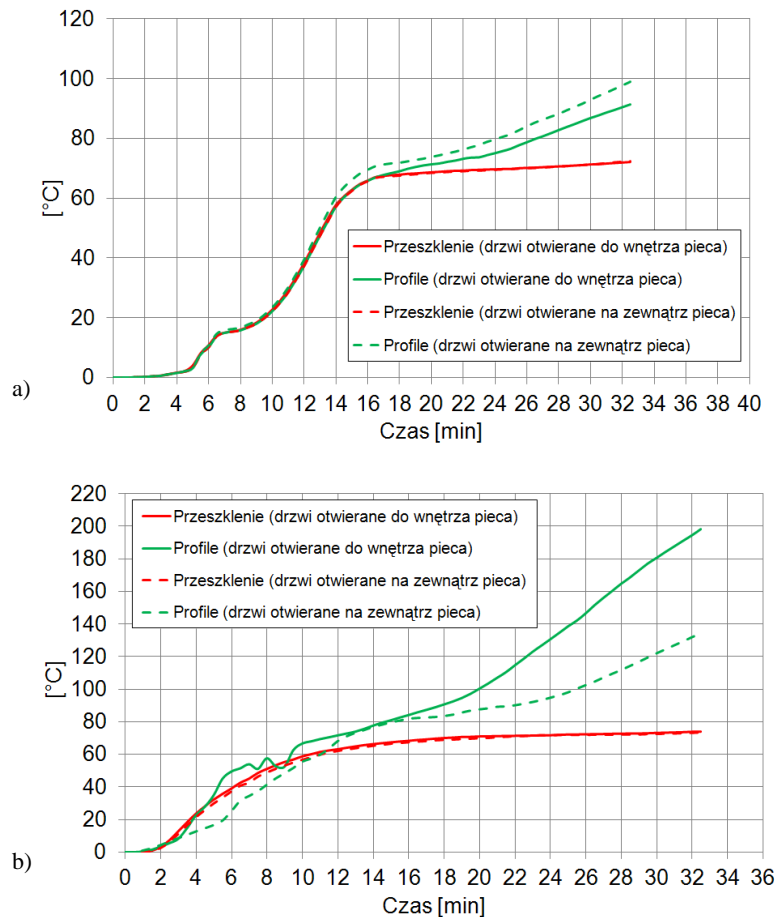 120
100
80
60
40
20
0
[°C]
Przeszklenie (drzwi otwierane do wnętrza pieca)
Profile (drzwi otwierane do wnętrza pieca)
Przeszklenie (drzwi otwierane na zewnątrz pieca)
Profile (drzwi otwierane na zewnątrz pieca)
a)
0 2 4 6 8 10 12 14 16 18 20 22 24 26 28 30 32 34 36 38 40
Czas [min]
220
200
180
160
140
120
100
80
60
40
20
0
[°C]
Przeszklenie (drzwi otwierane do wnętrza pieca)
Profile (drzwi otwierane do wnętrza pieca)
Przeszklenie (drzwi otwierane na zewnątrz pieca)
Profile (drzwi otwierane na zewnątrz pieca)
b)
0 2 4 6 8 10 12 14 16 18 20 22 24 26 28 30 32 34 36
Czas [min]